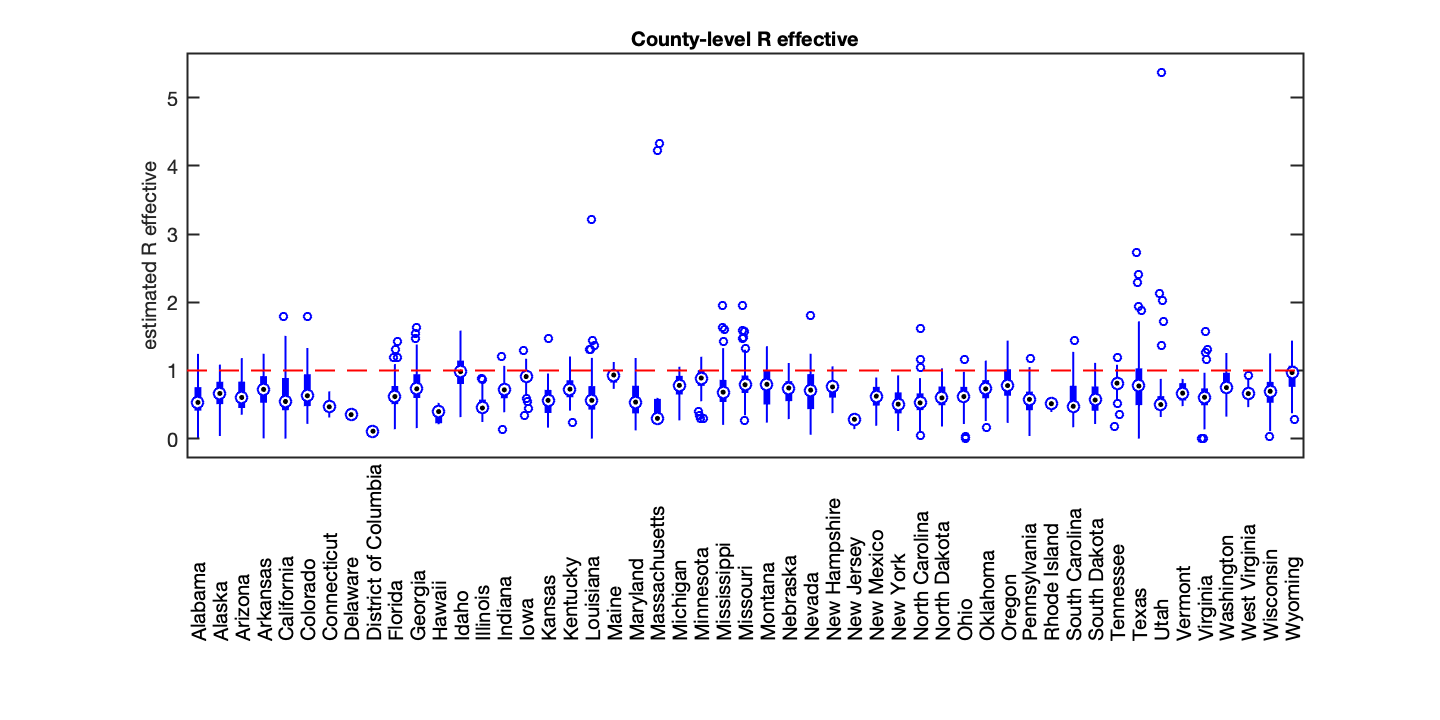 County-level R effective
estimated R effective
5
4
3
2
1
0
Alabama
Alaska
Arizona
Arkansas
California
Colorado
Connecticut
Delaware
District of Columbia
Florida
Georgia
Hawaii
Idaho
Illinois
Indiana
Iowa
Kansas
Kentucky
Louisiana
Maine
Maryland
Massachusetts
Michigan
Minnesota
Mississippi
Missouri
Montana
Nebraska
Nevada
New Hampshire
New Jersey
New Mexico
New York
North Carolina
North Dakota
Ohio
Oklahoma
Oregon
Pennsylvania
Rhode Island
South Carolina
South Dakota
Tennessee
Texas
Utah
Vermont
Virginia
Washington
West Virginia
Wisconsin
Wyoming